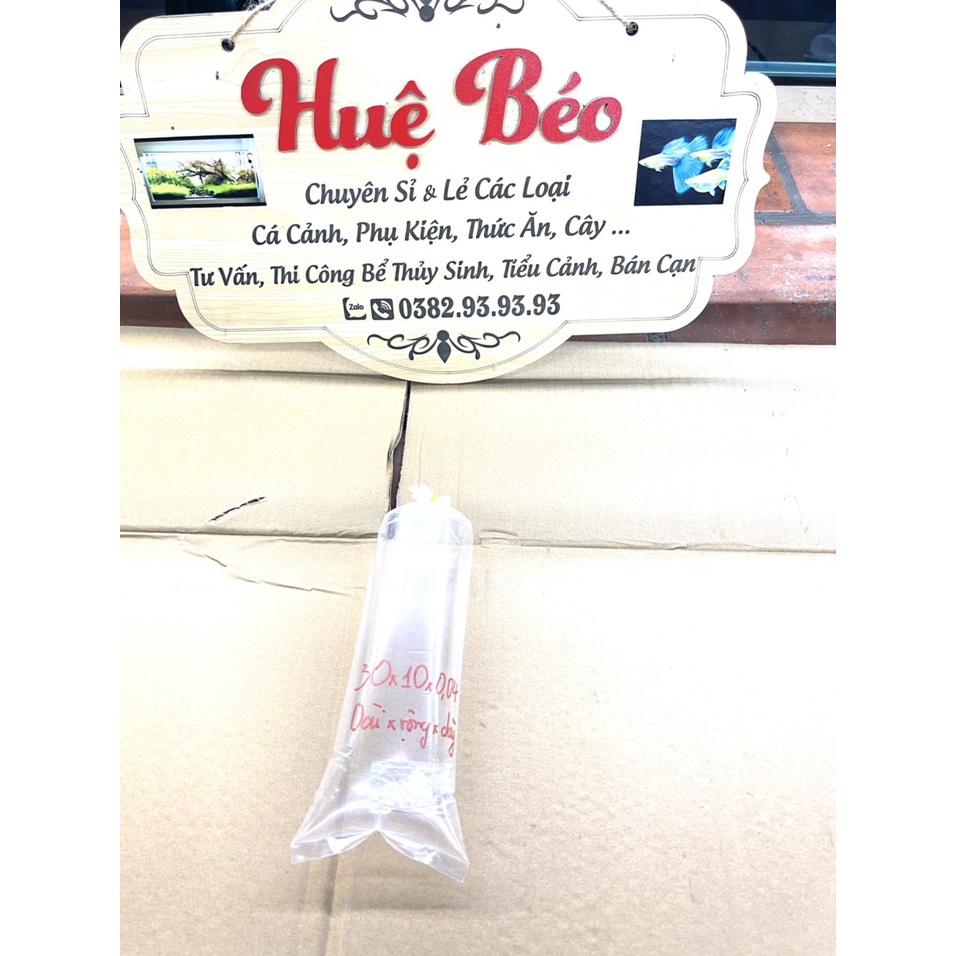 Huệ Béo
Chuyên Sỉ & Lẻ Các Loại
Cá Cảnh, Phụ Kiện, Thức Ăn, Cây ...
Tư Vấn, Thi Công Bể Thủy Sinh, Tiểu Cảnh, Bán Cạn
Zalo 0382.93.93.93
30x10x0,04
Dài x rộng x dày